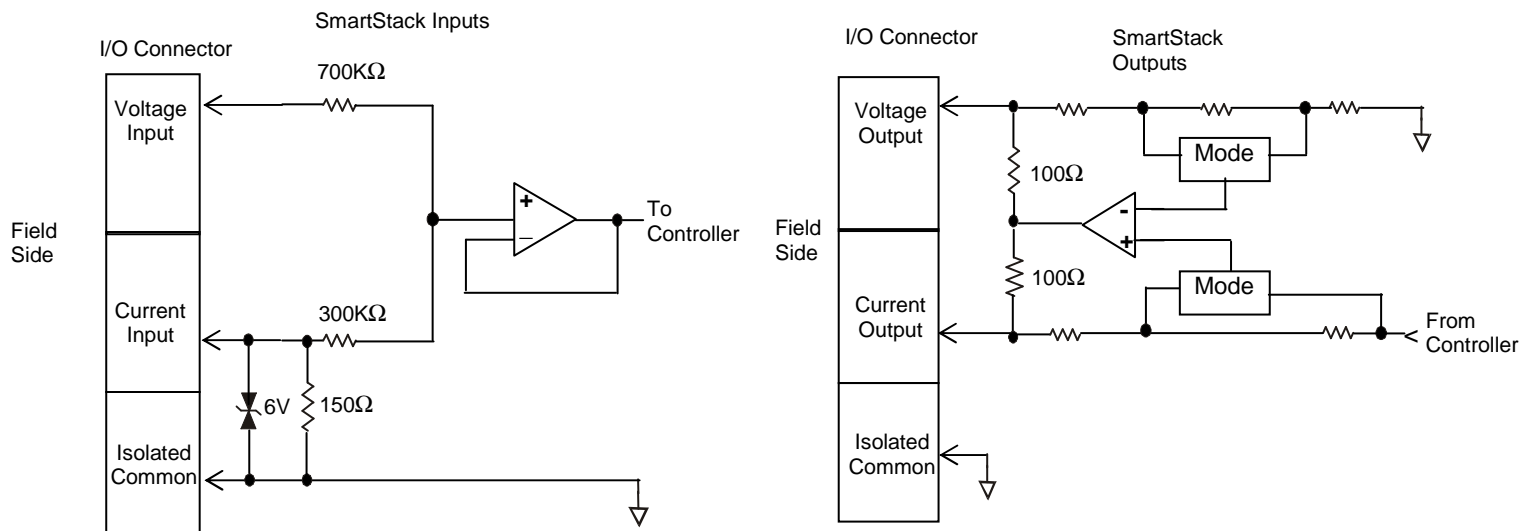 SmartStack Inputs
I/O Connector
700KΩ
Voltage
Input
+
−
To
Controller
Field
Side
300KΩ
Current
Input
6V
150Ω
Isolated
Common
SmartStack
Outputs
I/O Connector
Voltage
Output
Mode
100Ω
-
+
Field
Side
100Ω
Mode
Current
Output
From
Controller
Isolated
Common